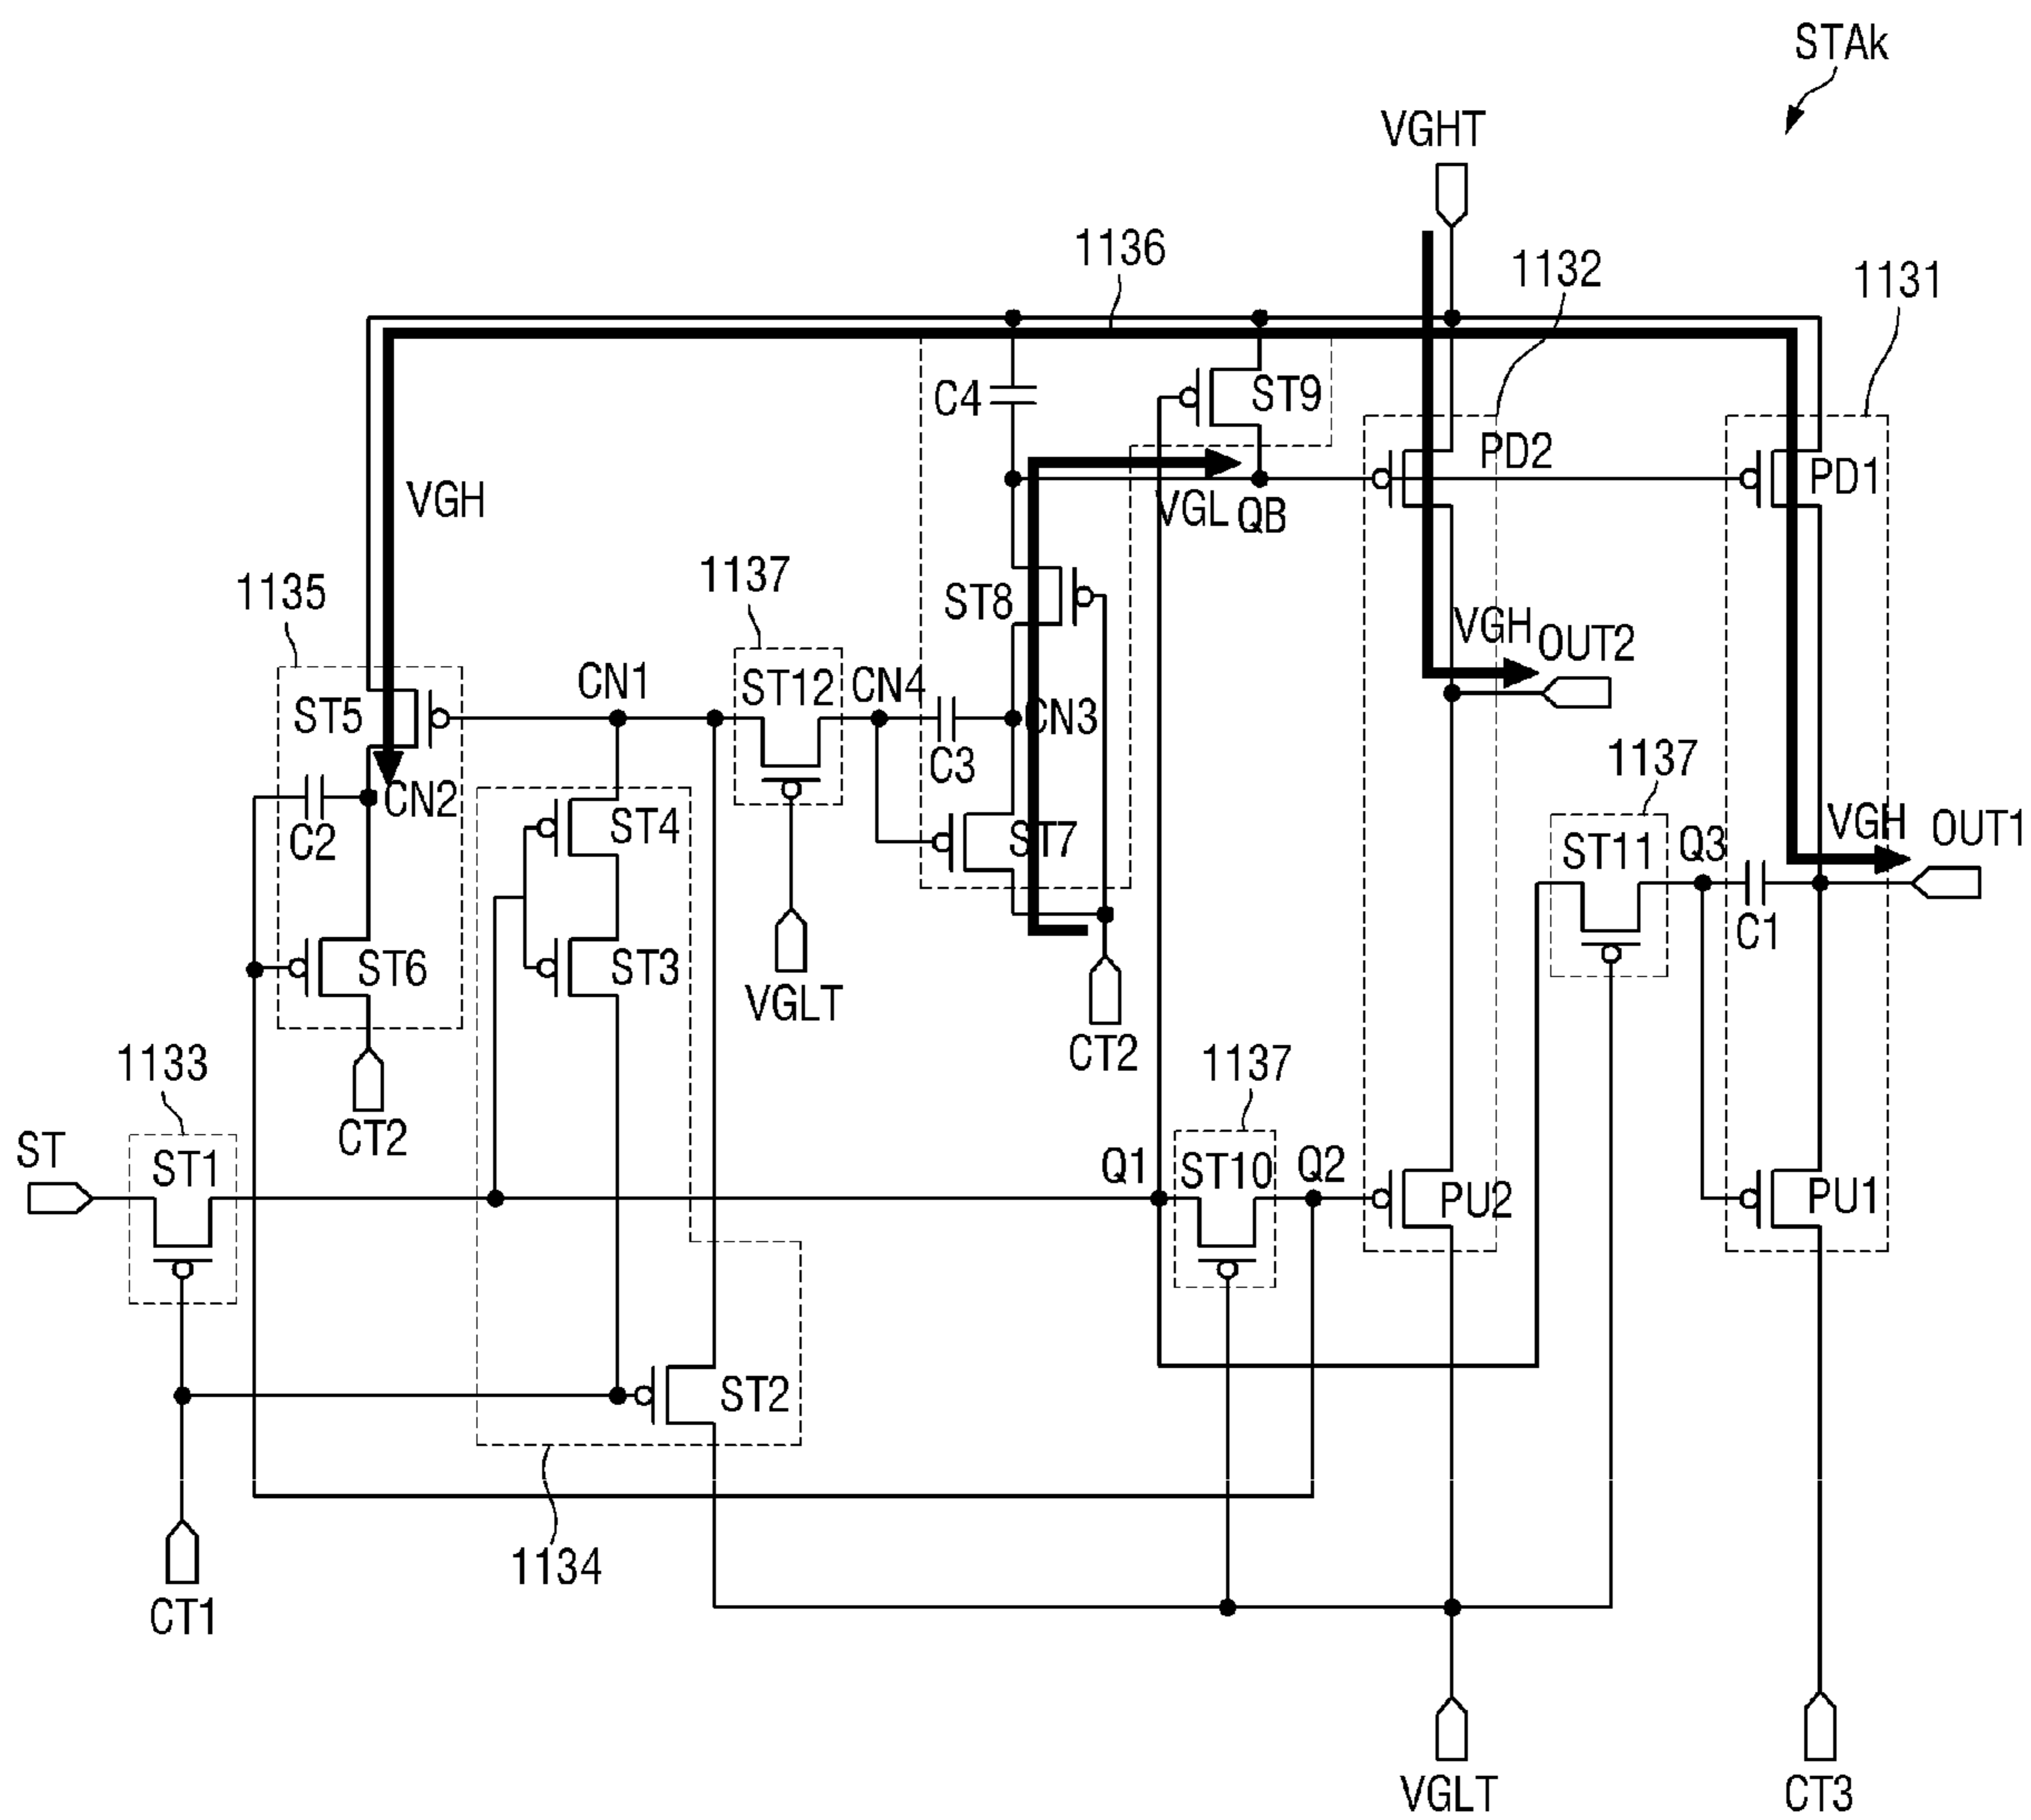 STAk
VGHT
1136
1132
1131
C4
ST9
PD2
PD1
VGH
VGL
QB
1137
1135
ST8
VGH
OUT2
CN1
ST12
CN4
ST5
CN3
C3
1137
CN2
C2
ST4
ST7
VGH
OUT1
ST11
Q3
C1
ST6
ST3
VGLT
CT2
1133
1137
CT2
ST
ST1
Q1
ST10
Q2
PU2
PU1
ST2
1134
CT1
VGLT
CT3